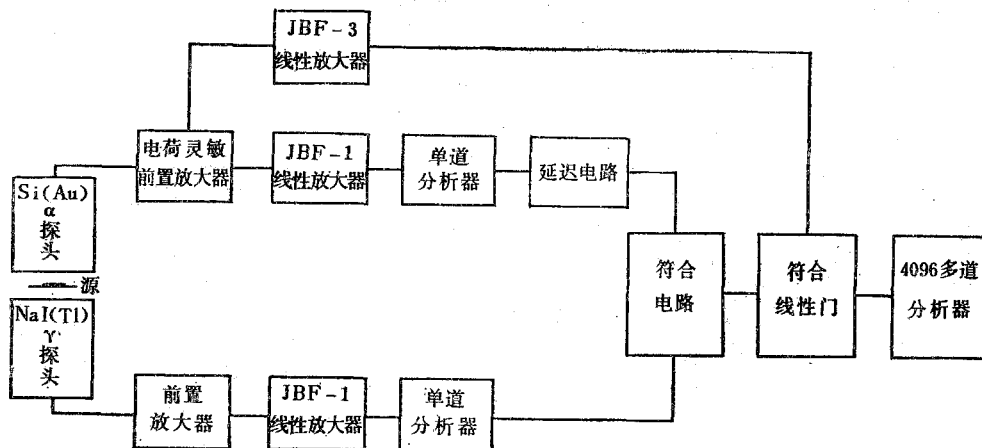 JBF-3
线性放大器
电荷灵敏
前置放大器
JBF-1
线性放大器
单道
分析器
延迟电路
Si(Au)
α
探
头
源
NaI(Tl)
γ
探
头
前置
放大器
JBF-1
线性放大器
单道
分析器
符合
电路
符合
线性门
4096多道
分析器